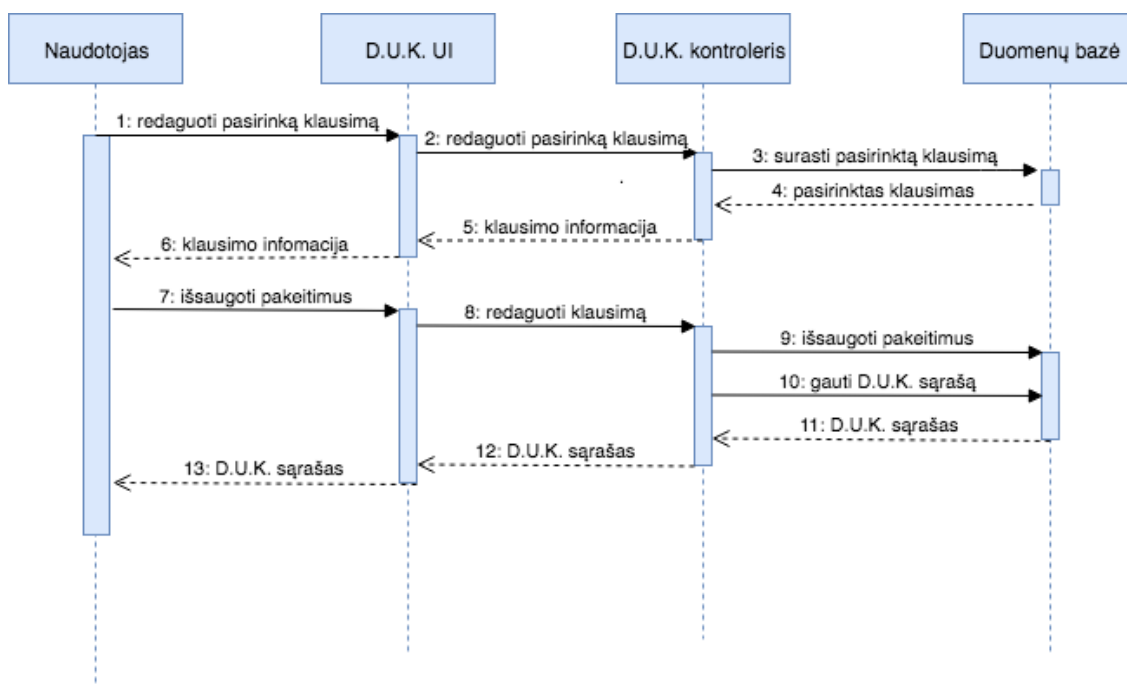 Naudotojas
D.U.K. UI
D.U.K. kontroleris
Duomenų bazė
1: redaguoti pasirinką klausimą
2: redaguoti pasirinką klausimą
3: surasti pasirinktą klausimą
4: pasirinktas klausimas
5: klausimo informacija
6: klausimo infomacija
7: išsaugoti pakeitimus
8: redaguoti klausimą
9: išsaugoti pakeitimus
10: gauti D.U.K. sąrašą
11: D.U.K. sąrašas
12: D.U.K. sąrašas
13: D.U.K. sąrašas